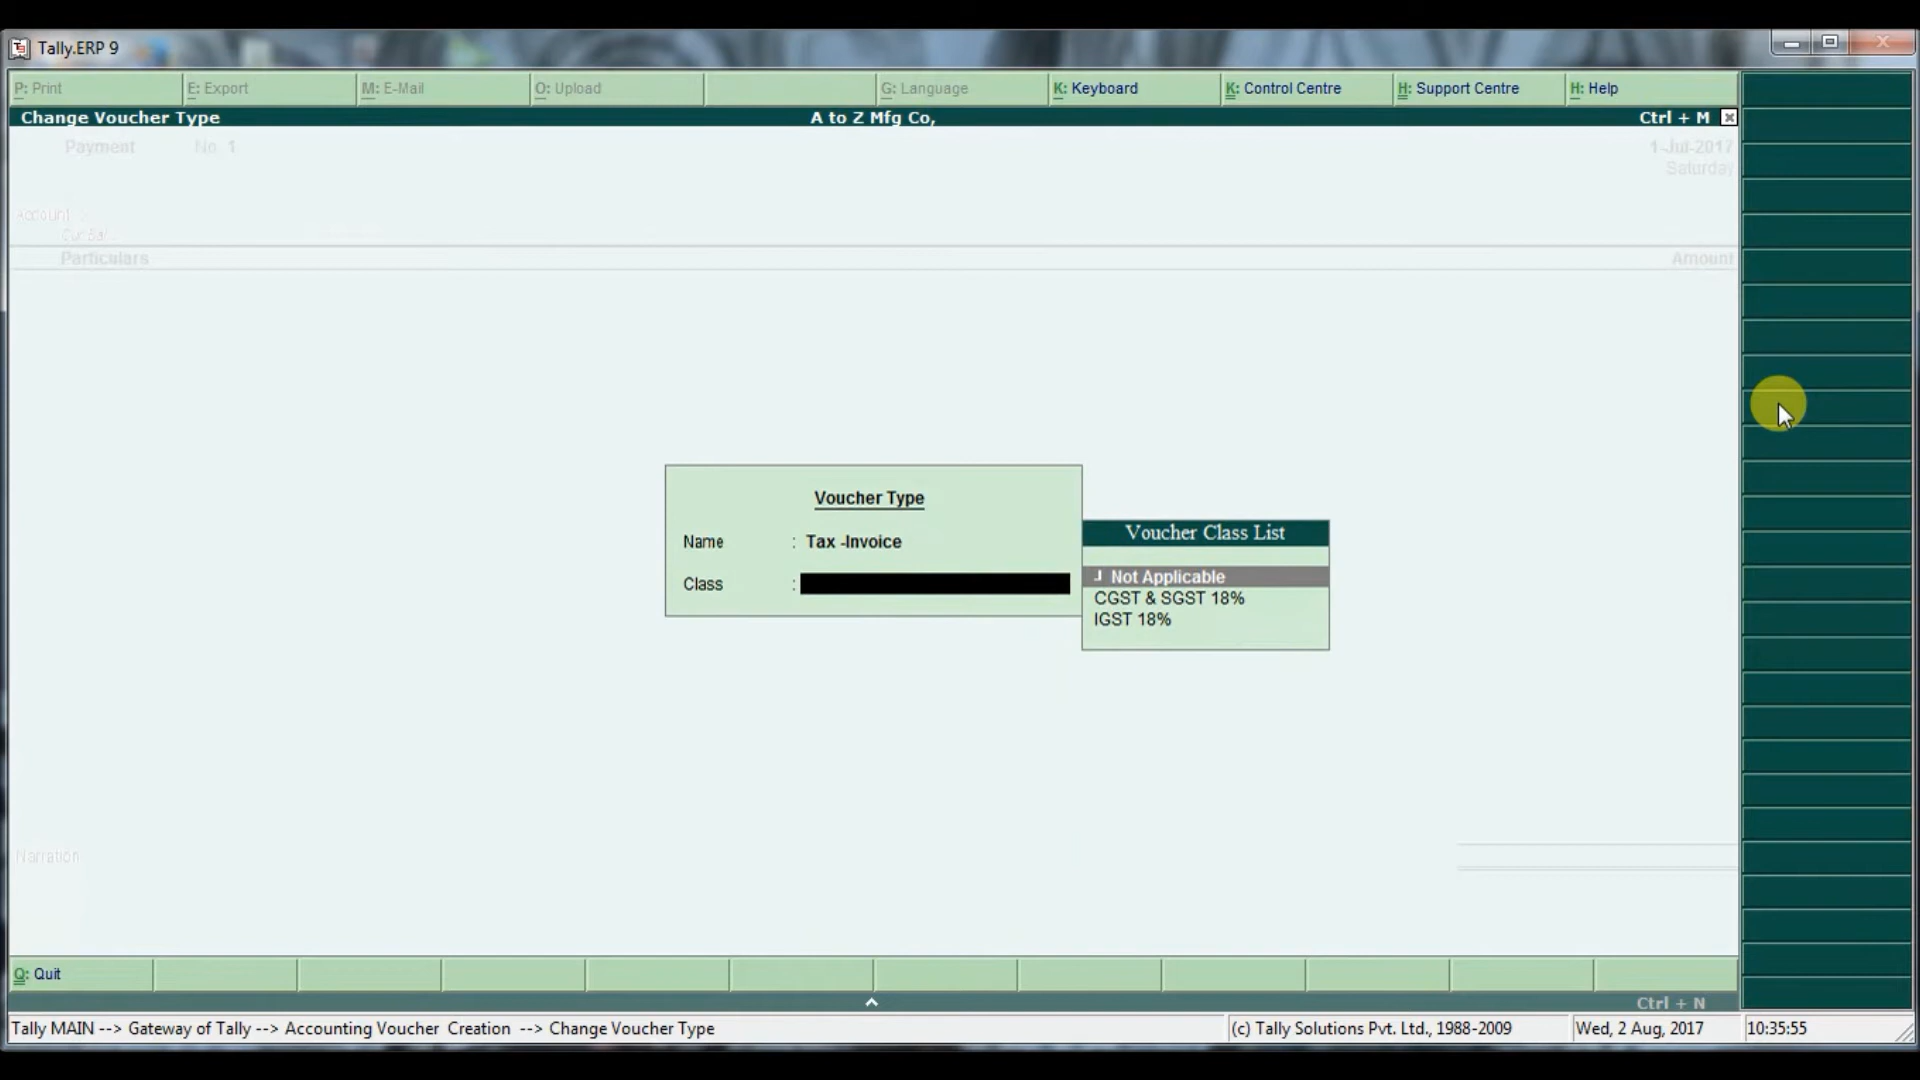 Tally.ERP 9
P: Print E: Export M: E-Mail O: Upload G: Language K: Keyboard K: Control Centre H: Support Centre H: Help
Change Voucher Type A to Z Mfg Co, Ctrl + M
Payment No. 1 1-Jul-2017
Saturday
Account :
Cur Bal :
Particulars Amount
Voucher Type
Name : Tax -Invoice
Class :
Voucher Class List
┘ Not Applicable
CGST & SGST 18%
IGST 18%
Narration
Q: Quit
Ctrl + N
Tally MAIN --> Gateway of Tally --> Accounting Voucher Creation --> Change Voucher Type (c) Tally Solutions Pvt. Ltd., 1988-2009 Wed, 2 Aug, 2017 10:35:55